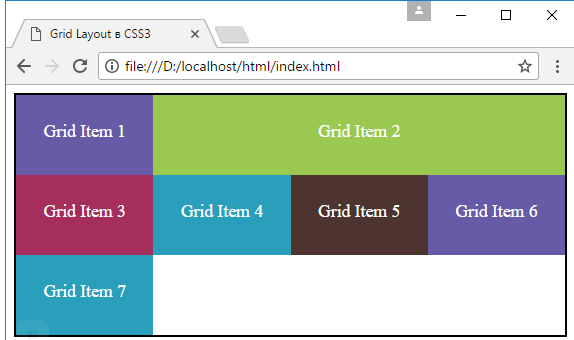 Grid Layout в CSS3
file:///D:/localhost/html/index.html
Grid Item 1
Grid Item 2
Grid Item 3
Grid Item 4
Grid Item 5
Grid Item 6
Grid Item 7